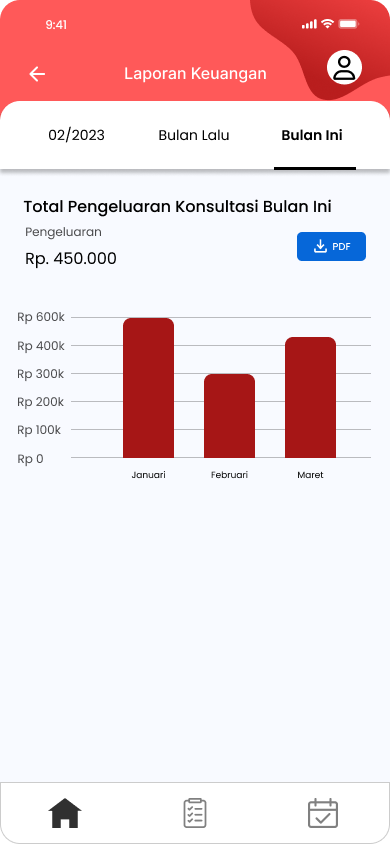 9:41
Laporan Keuangan
02/2023 Bulan Lalu Bulan Ini
Total Pengeluaran Konsultasi Bulan Ini
Pengeluaran
Rp. 450.000
PDF
Rp 600k
Rp 400k
Rp 300k
Rp 200k
Rp 100k
Rp 0
Januari Februari Maret